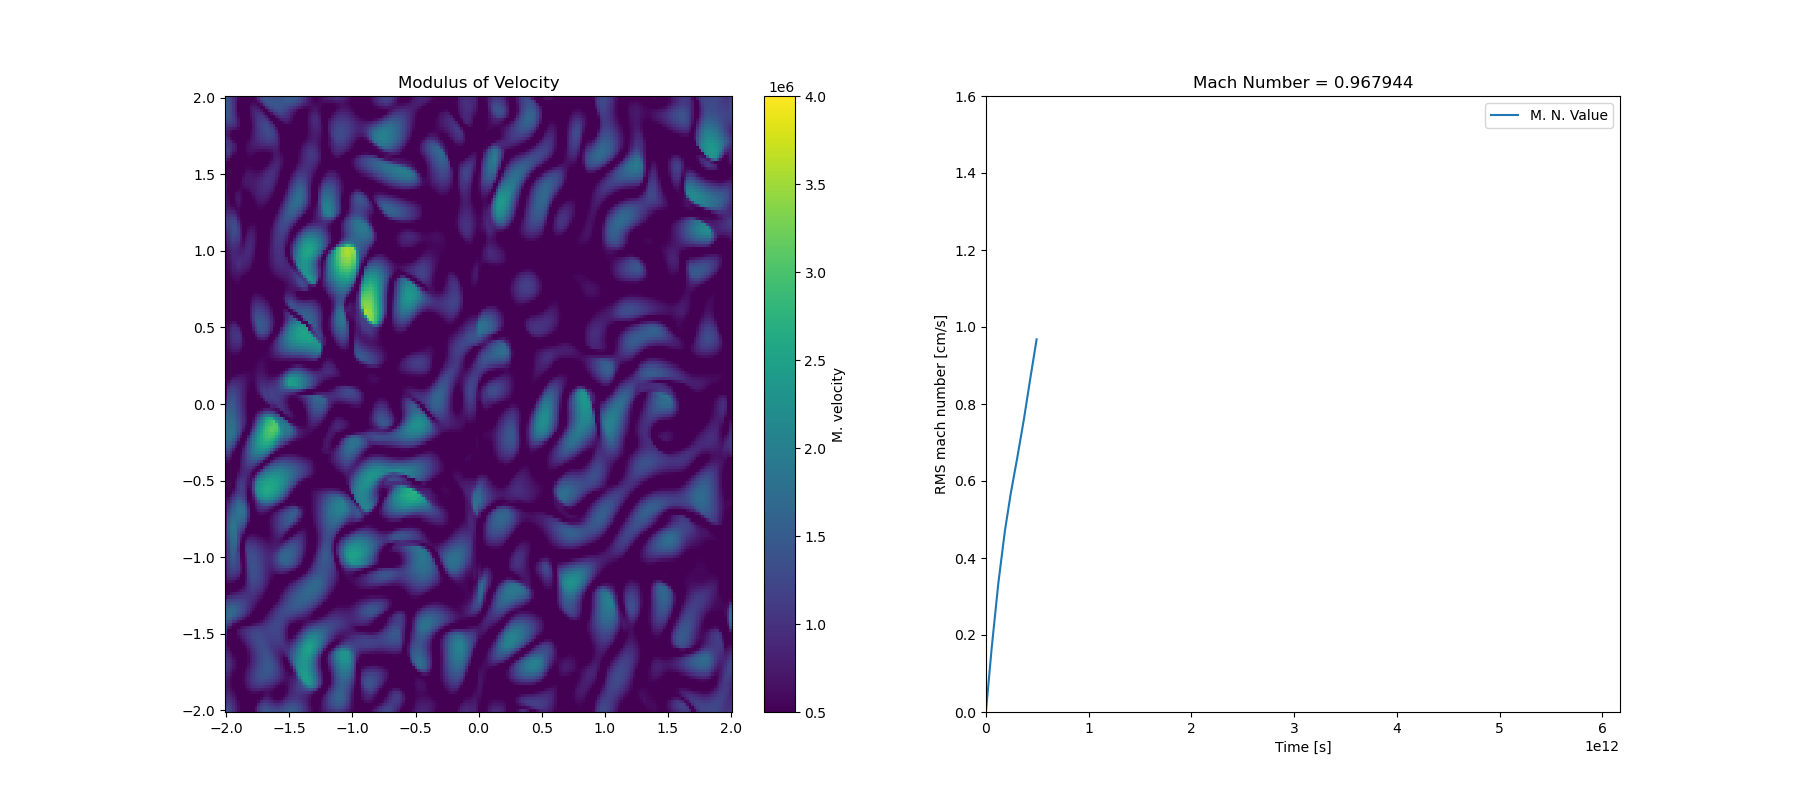 Modulus of Velocity
2.0
1.5
1.0
0.5
0.0
−0.5
−1.0
−1.5
−2.0
−2.0 −1.5 −1.0 −0.5 0.0 0.5 1.0 1.5 2.0
1e6
4.0
3.5
3.0
2.5
2.0
1.5
1.0
0.5
M. velocity
Mach Number = 0.967944
M. N. Value
RMS mach number [cm/s]
1.6
1.4
1.2
1.0
0.8
0.6
0.4
0.2
0.0
0 1 2 3 4 5 6
1e12
Time [s]